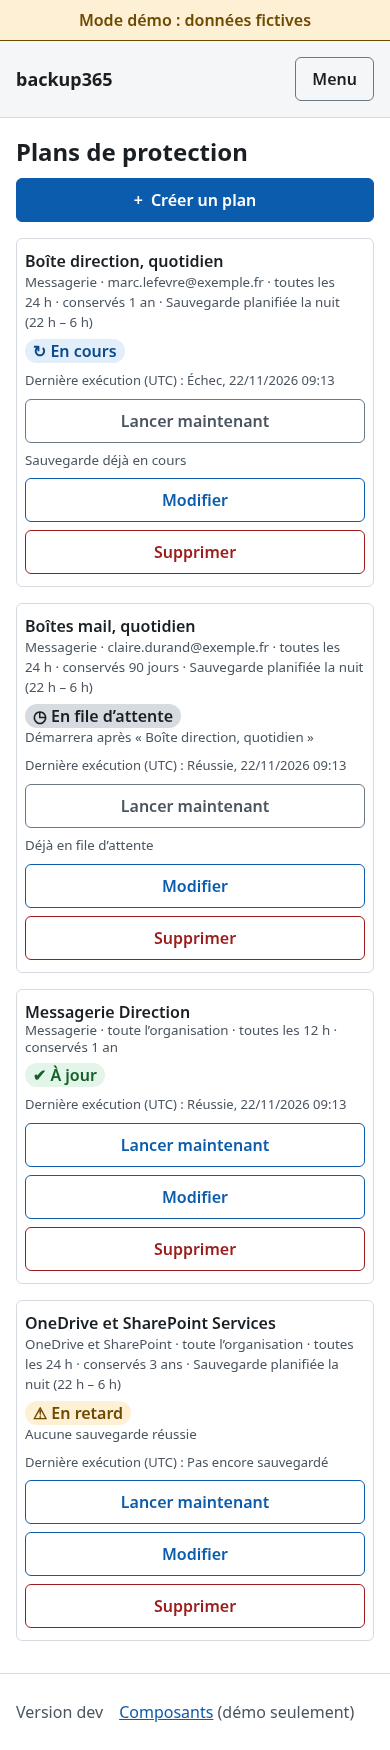 Mode démo : données fictives
backup365
Menu
Plans de protection
+ Créer un plan
Boîte direction, quotidien
Messagerie · marc.lefevre@exemple.fr · toutes les
24 h · conservés 1 an · Sauvegarde planifiée la nuit
(22 h – 6 h)
↻ En cours
Dernière exécution (UTC) : Échec, 22/11/2026 09:13
Lancer maintenant
Sauvegarde déjà en cours
Modifier
Supprimer
Boîtes mail, quotidien
Messagerie · claire.durand@exemple.fr · toutes les
24 h · conservés 90 jours · Sauvegarde planifiée la nuit
(22 h – 6 h)
◷ En file d’attente
Démarrera après « Boîte direction, quotidien »
Dernière exécution (UTC) : Réussie, 22/11/2026 09:13
Lancer maintenant
Déjà en file d’attente
Modifier
Supprimer
Messagerie Direction
Messagerie · toute l’organisation · toutes les 12 h ·
conservés 1 an
✔ À jour
Dernière exécution (UTC) : Réussie, 22/11/2026 09:13
Lancer maintenant
Modifier
Supprimer
OneDrive et SharePoint Services
OneDrive et SharePoint · toute l’organisation · toutes
les 24 h · conservés 3 ans · Sauvegarde planifiée la
nuit (22 h – 6 h)
⚠ En retard
Aucune sauvegarde réussie
Dernière exécution (UTC) : Pas encore sauvegardé
Lancer maintenant
Modifier
Supprimer
Version dev Composants (démo seulement)